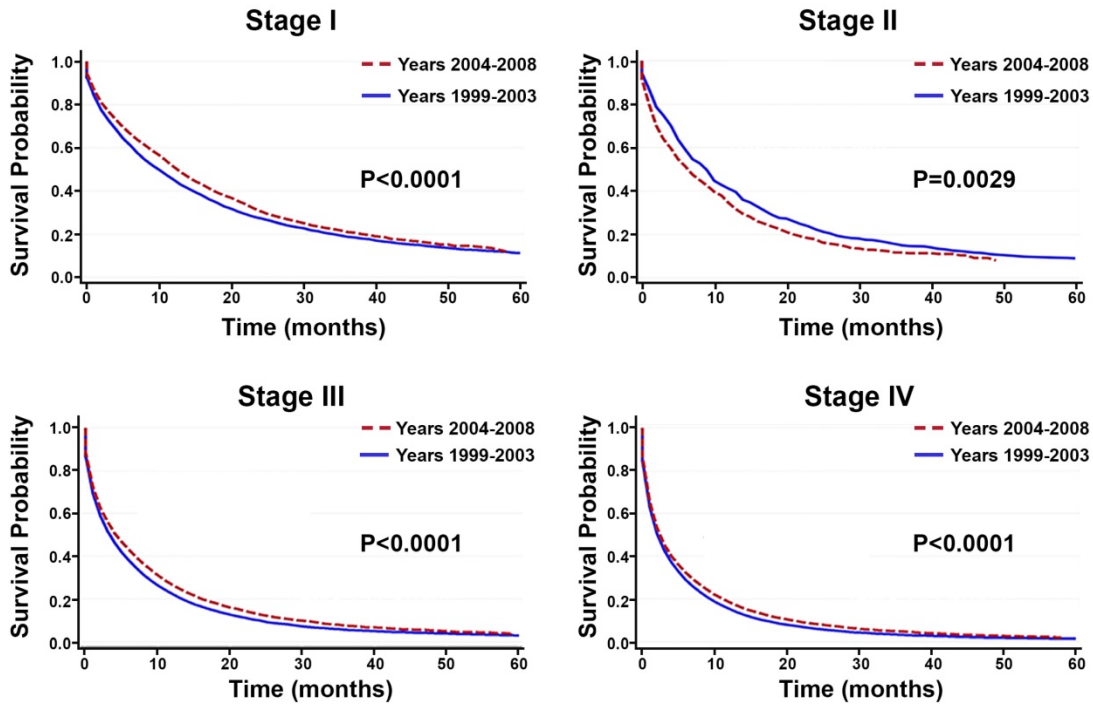 Stage I
Survival Probability
1.0
0.8
0.6
0.4
0.2
0.0
Years 2004-2008
Years 1999-2003
P<0.0001
0 10 20 30 40 50 60
Time (months)
Stage II
Survival Probability
1.0
0.8
0.6
0.4
0.2
0.0
Years 2004-2008
Years 1999-2003
P=0.0029
0 10 20 30 40 50 60
Time (months)
Stage III
Survival Probability
1.0
0.8
0.6
0.4
0.2
0.0
Years 2004-2008
Years 1999-2003
P<0.0001
0 10 20 30 40 50 60
Time (months)
Stage IV
Survival Probability
1.0
0.8
0.6
0.4
0.2
0.0
Years 2004-2008
Years 1999-2003
P<0.0001
0 10 20 30 40 50 60
Time (months)